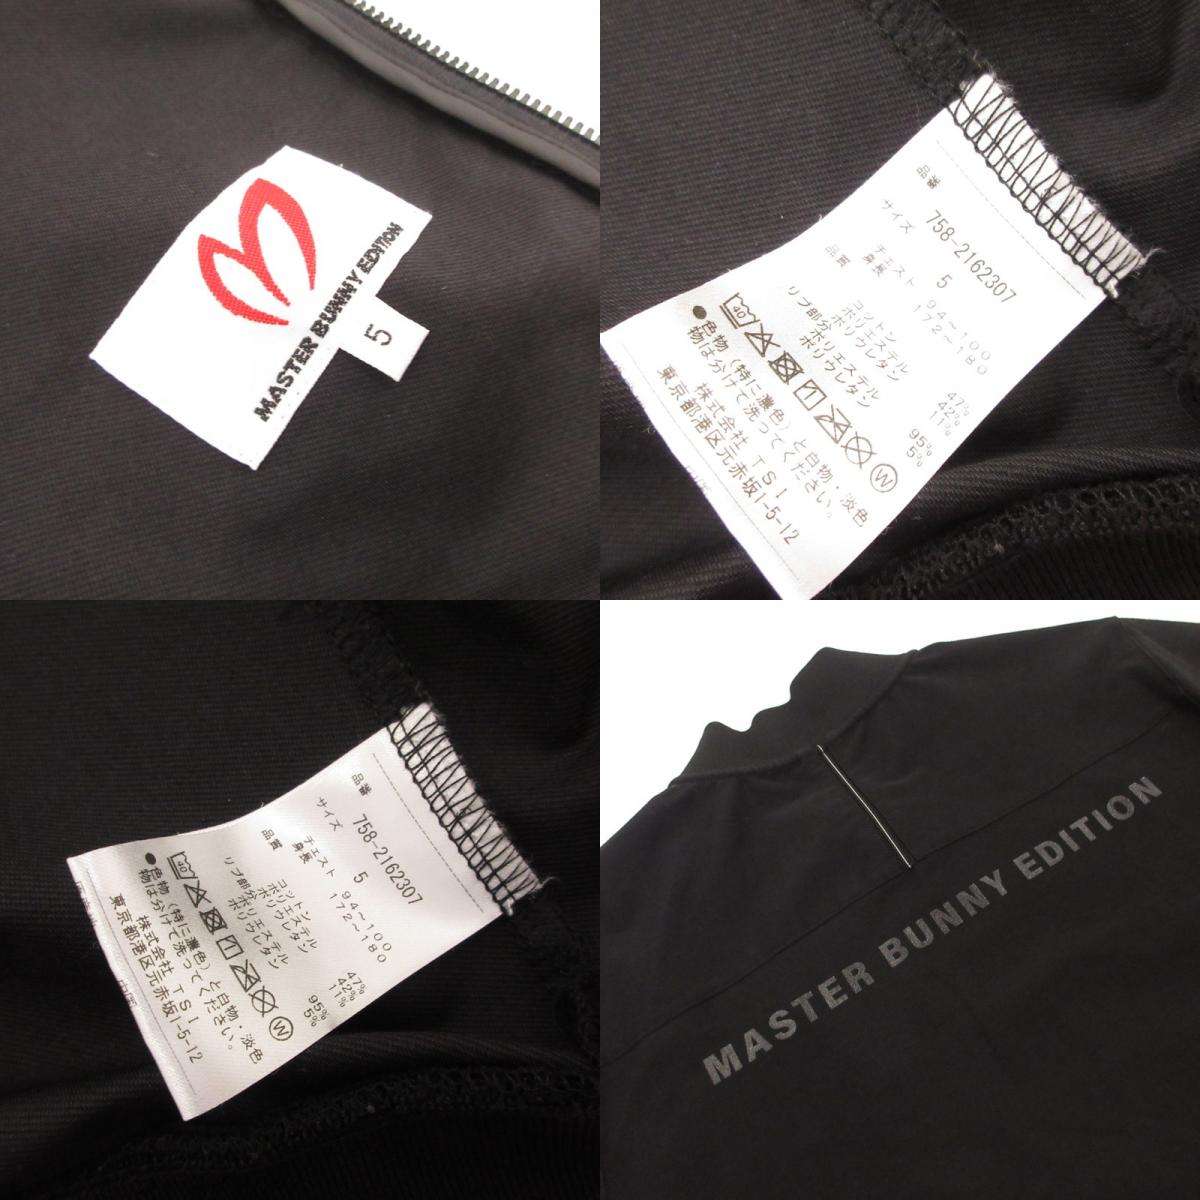 MASTER BUNNY EDITION
5
品番 758-2162307
サイズ 5
チェスト 94~100
身長 172~180
品質 コットン 47%
ポリエステル 42%
ポリウレタン 11%
リブ部分 ポリエステル 95%
ポリウレタン 5%
40
W
●色物(特に濃色)と白物・淡色
物は分けて洗ってください。
株式会社 TSI
東京都港区元赤坂1-5-12
品番 758-2162307
サイズ 5
チェスト 94~100
身長 172~180
品質 コットン 47%
ポリエステル 42%
ポリウレタン 11%
リブ部分 ポリエステル 95%
ポリウレタン 5%
40
W
●色物(特に濃色)と白物・淡色
物は分けて洗ってください。
株式会社 TSI
東京都港区元赤坂1-5-12
MASTER BUNNY EDITION